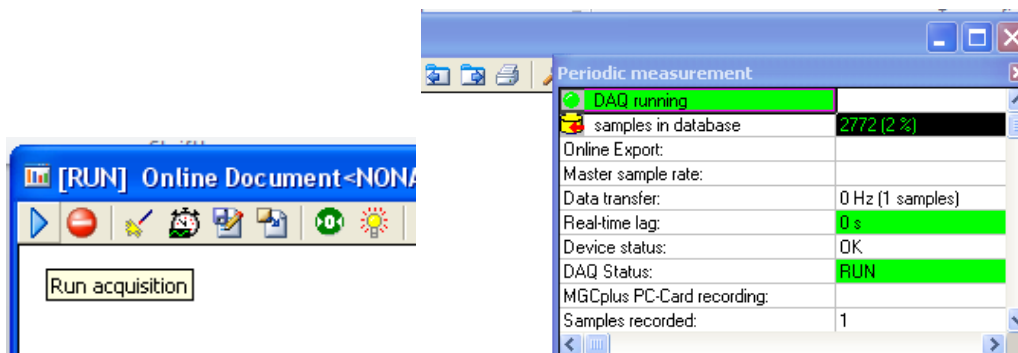 [RUN] Online Document<NONA
Run acquisition
Periodic measurement
DAQ running
samples in database 2772 (2 %)
Online Export:
Master sample rate:
Data transfer: 0 Hz (1 samples)
Real-time lag: 0 s
Device status: OK
DAQ Status: RUN
MGCplus PC-Card recording:
Samples recorded: 1